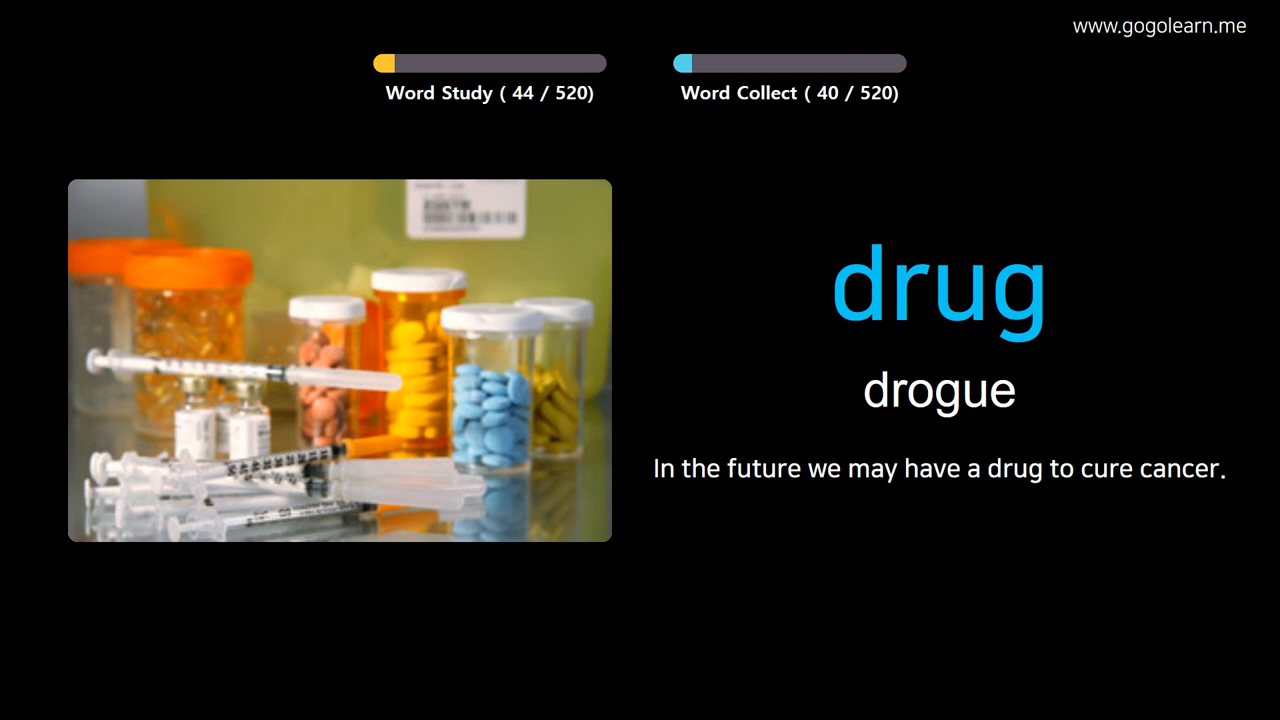 www.gogolearn.me
Word Study ( 44 / 520)
Word Collect ( 40 / 520)
drug
drogue
In the future we may have a drug to cure cancer.